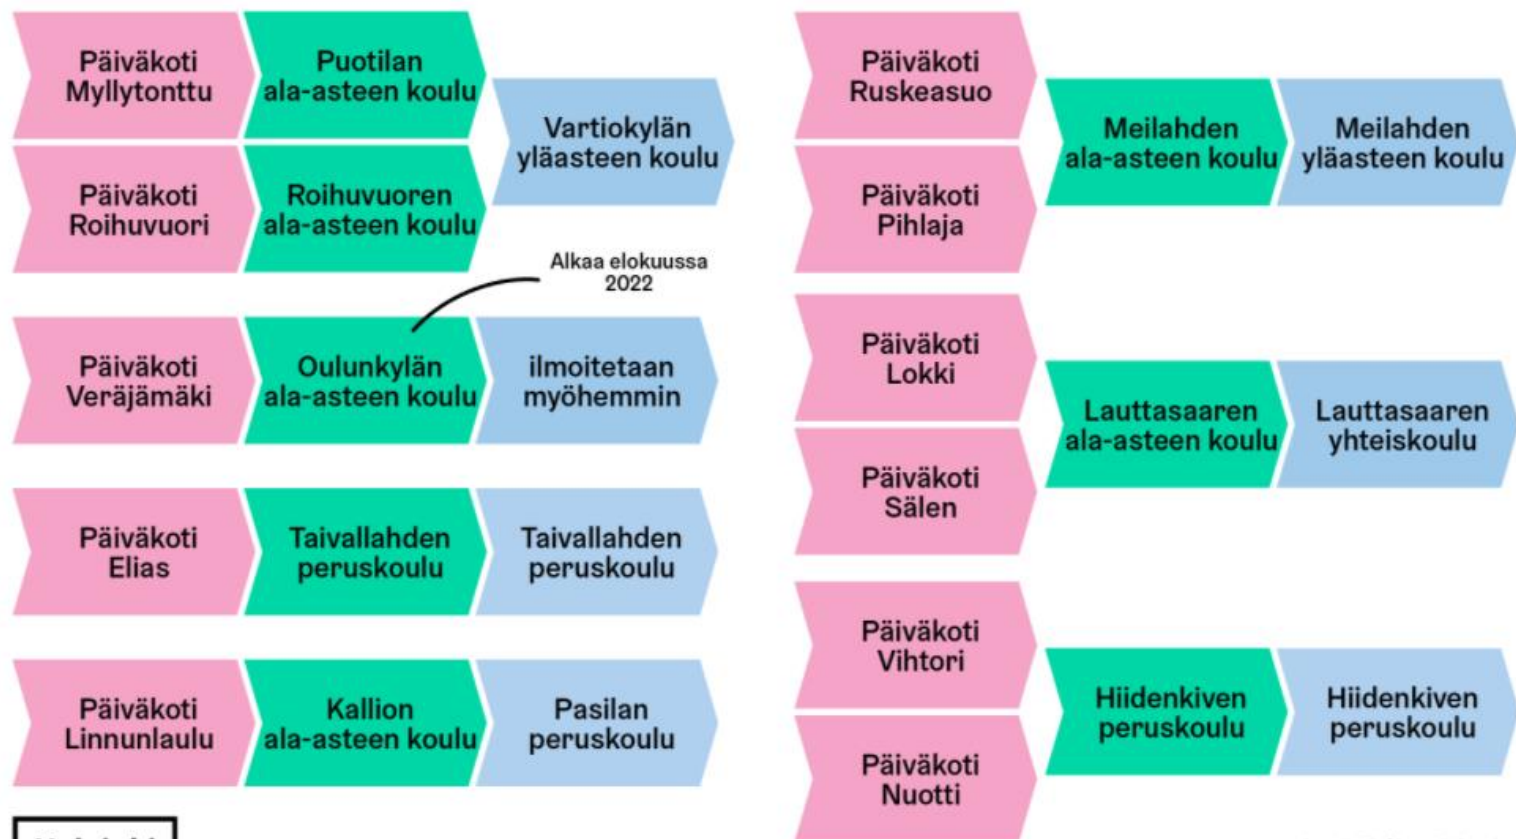 Päiväkoti
Myllytonttu
Puotilan
ala-asteen koulu
Päiväkoti
Roihuvuori
Roihuvuoren
ala-asteen koulu
Vartiokylän
yläasteen koulu
Alkaa elokuussa
2022
Päiväkoti
Veräjämäki
Oulunkylän
ala-asteen koulu
ilmoitetaan
myöhemmin
Päiväkoti
Elias
Taivallahden
peruskoulu
Taivallahden
peruskoulu
Päiväkoti
Linnunlaulu
Kallion
ala-asteen koulu
Pasilan
peruskoulu
Päiväkoti
Ruskeasuo
Päiväkoti
Pihlaja
Meilahden
ala-asteen koulu
Meilahden
yläasteen koulu
Päiväkoti
Lokki
Päiväkoti
Sälen
Lauttasaaren
ala-asteen koulu
Lauttasaaren
yhteiskoulu
Päiväkoti
Vihtori
Päiväkoti
Nuotti
Hiidenkiven
peruskoulu
Hiidenkiven
peruskoulu